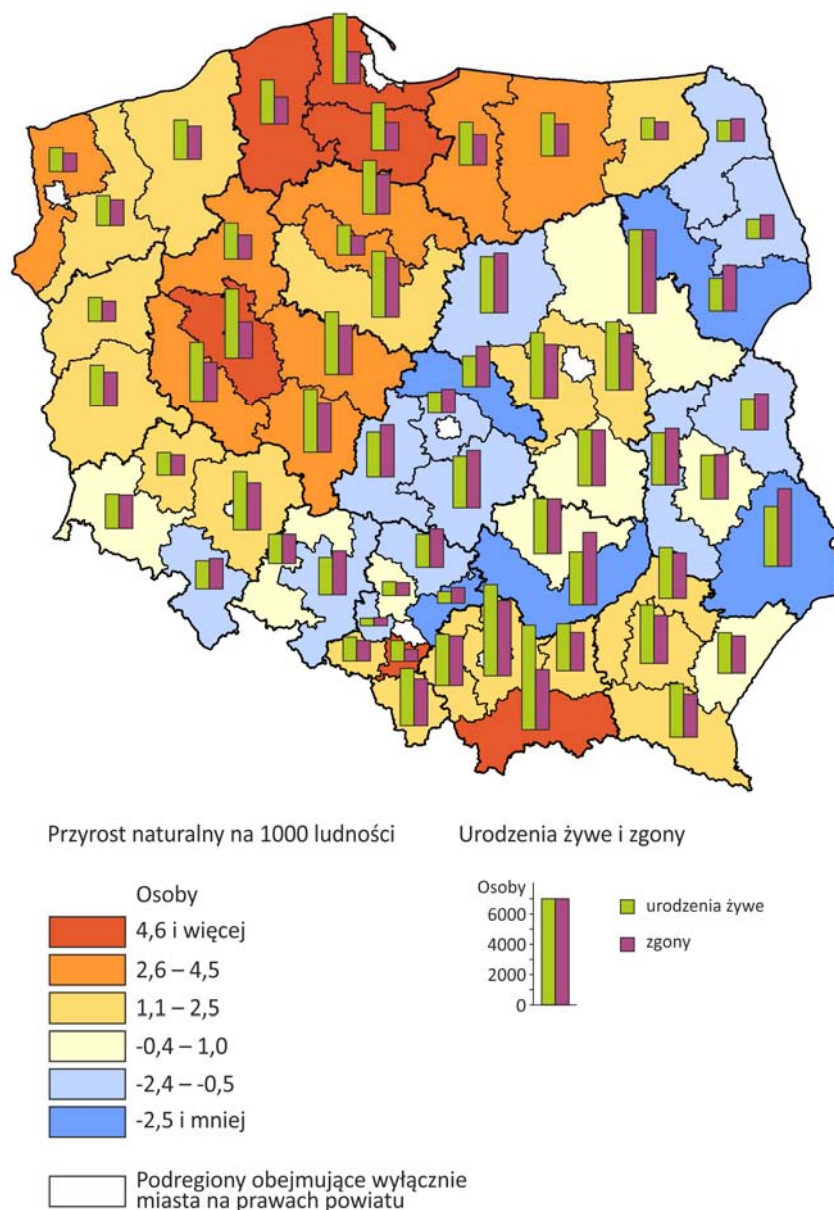 Przyrost naturalny na 1000 ludności
Osoby
4,6 i więcej
2,6 – 4,5
1,1 – 2,5
-0,4 – 1,0
-2,4 – -0,5
-2,5 i mniej
Podregiony obejmujące wyłącznie
miasta na prawach powiatu
Urodzenia żywe i zgony
Osoby
6000
4000
2000
0
urodzenia żywe
zgony